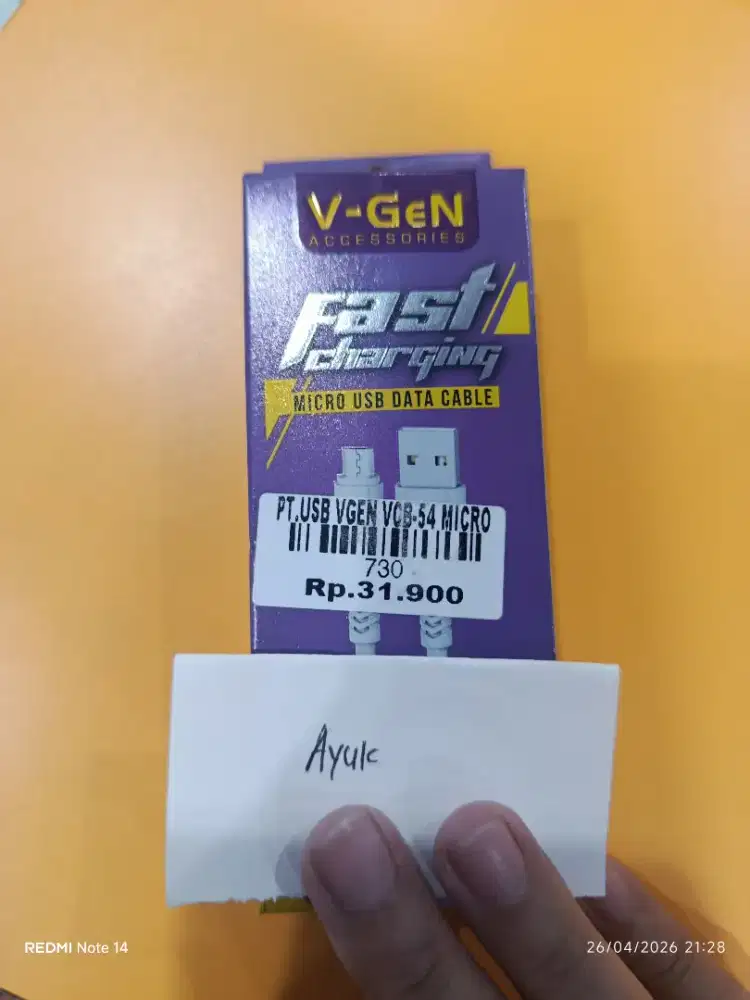 V-GeN
ACCESSORIES
Fast
charging
MICRO USB DATA CABLE
PT.USB VGEN VCB-54 MICRO
730
Rp.31.900
Ayuk
REDMI Note 14
26/04/2026 21:28